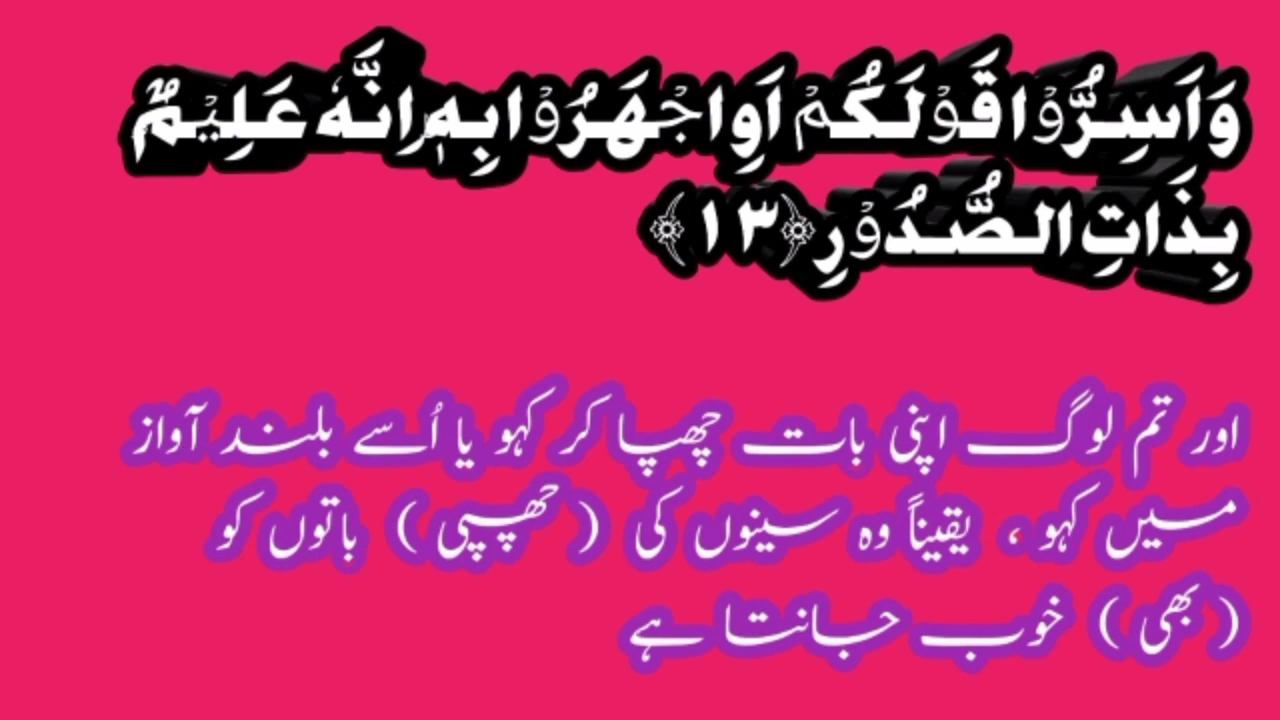 وَاَسِرُّوْا قَوْلَكُمْ اَوِاجْهَرُوْا بِهٖ ؕ اِنَّهٗ عَلِیْمٌۢ
بِذَاتِ الصُّدُوْرِ ﴿۱۳﴾
اور تم لوگ اپنی بات چھپا کر کہو یا اُسے بلند آواز
میں کہو ، یقیناً وہ سینوں کی ( چھپی ) باتوں کو
( بھی ) خوب جانتا ہے